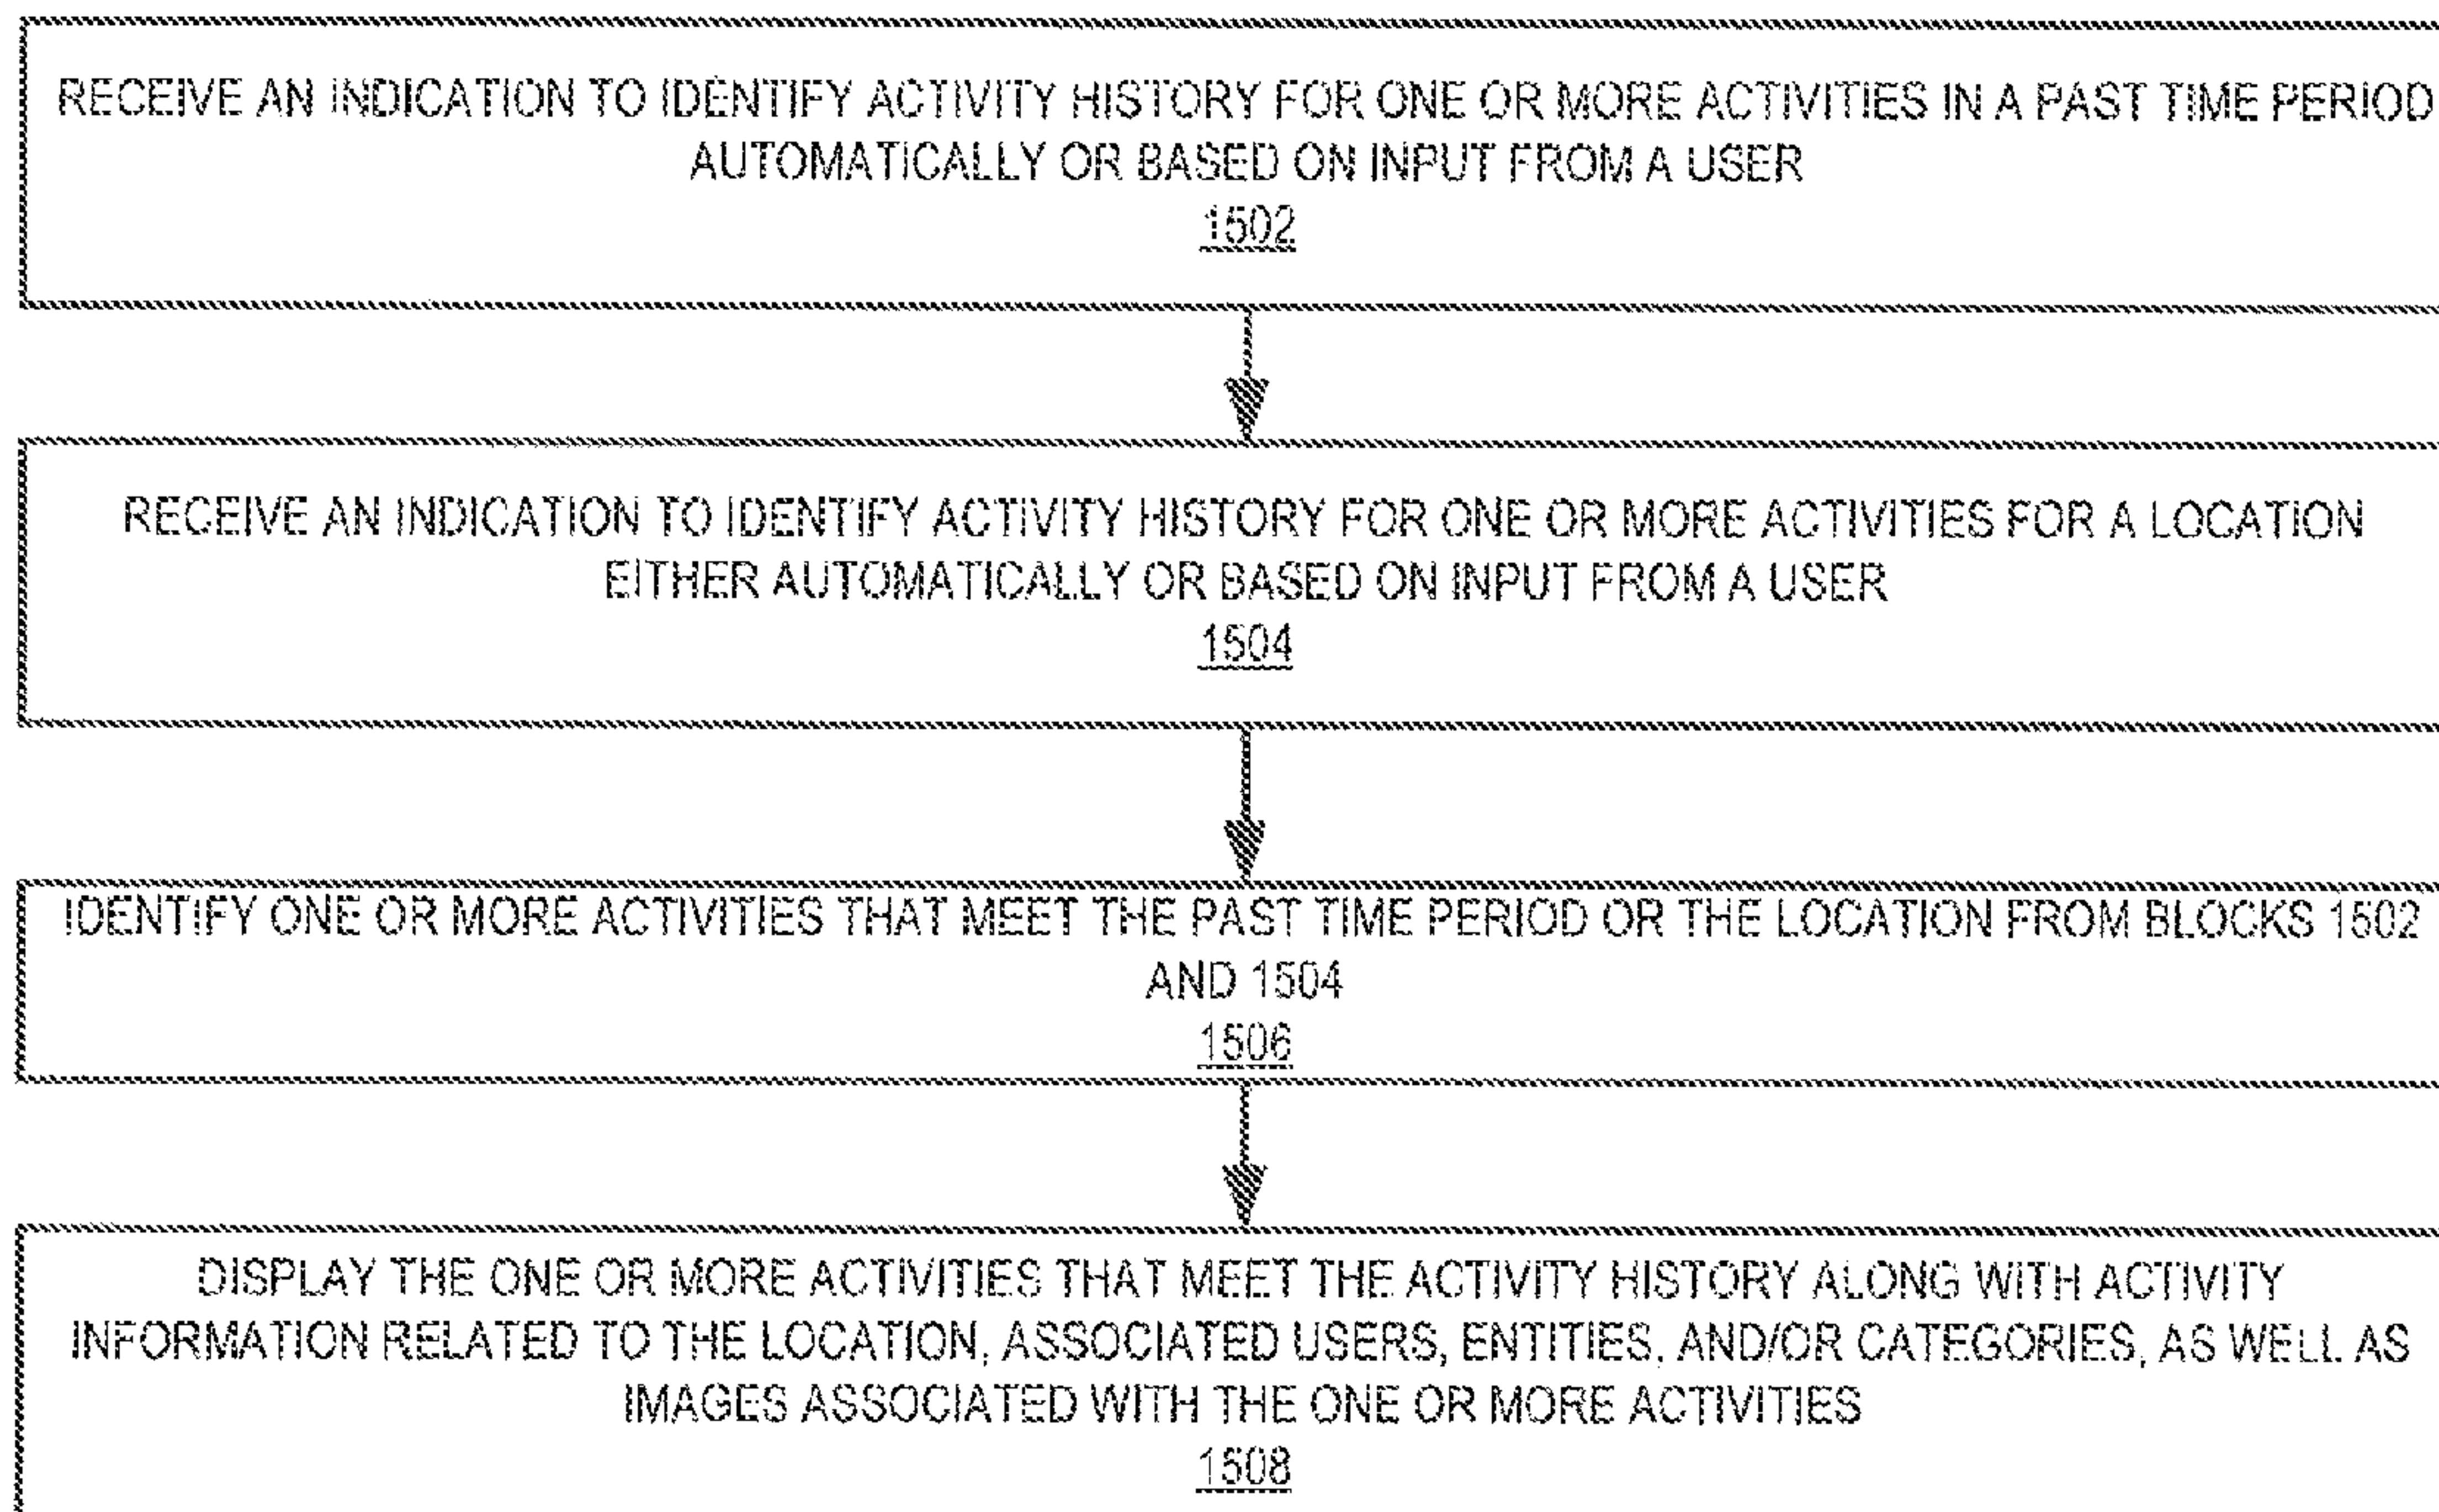 RECEIVE AN INDICATION TO IDENTIFY ACTIVITY HISTORY FOR ONE OR MORE ACTIVITIES IN A PAST TIME PERIOD
AUTOMATICALLY OR BASED ON INPUT FROM A USER
1502
RECEIVE AN INDICATION TO IDENTIFY ACTIVITY HISTORY FOR ONE OR MORE ACTIVITIES FOR A LOCATION
EITHER AUTOMATICALLY OR BASED ON INPUT FROM A USER
1504
IDENTIFY ONE OR MORE ACTIVITIES THAT MEET THE PAST TIME PERIOD OR THE LOCATION FROM BLOCKS 1502
AND 1504
1506
DISPLAY THE ONE OR MORE ACTIVITIES THAT MEET THE ACTIVITY HISTORY ALONG WITH ACTIVITY
INFORMATION RELATED TO THE LOCATION, ASSOCIATED USERS, ENTITIES, AND/OR CATEGORIES, AS WELL AS
IMAGES ASSOCIATED WITH THE ONE OR MORE ACTIVITIES
1508